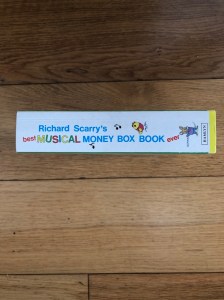 Richard Scarry's
best MUSICAL MONEY BOX BOOK ever